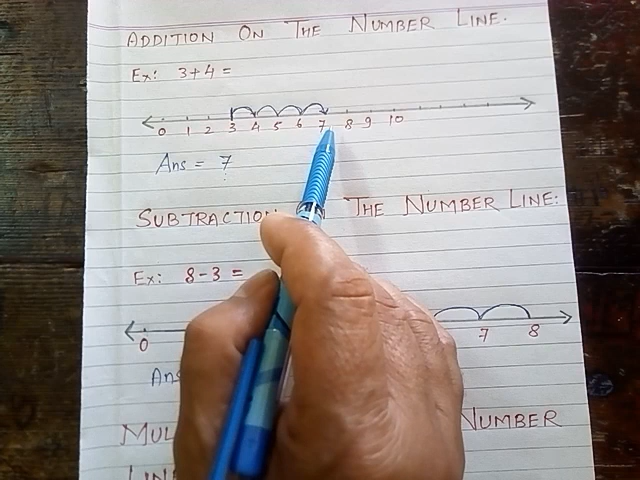 ADDITION ON THE NUMBER LINE.
Ex: 3+4=
0 1 2 3 4 5 6 7 8 9 10
Ans = 7
SUBTRACTION THE NUMBER LINE:
Ex: 8-3=
0 7 8
Ans
NUMBER